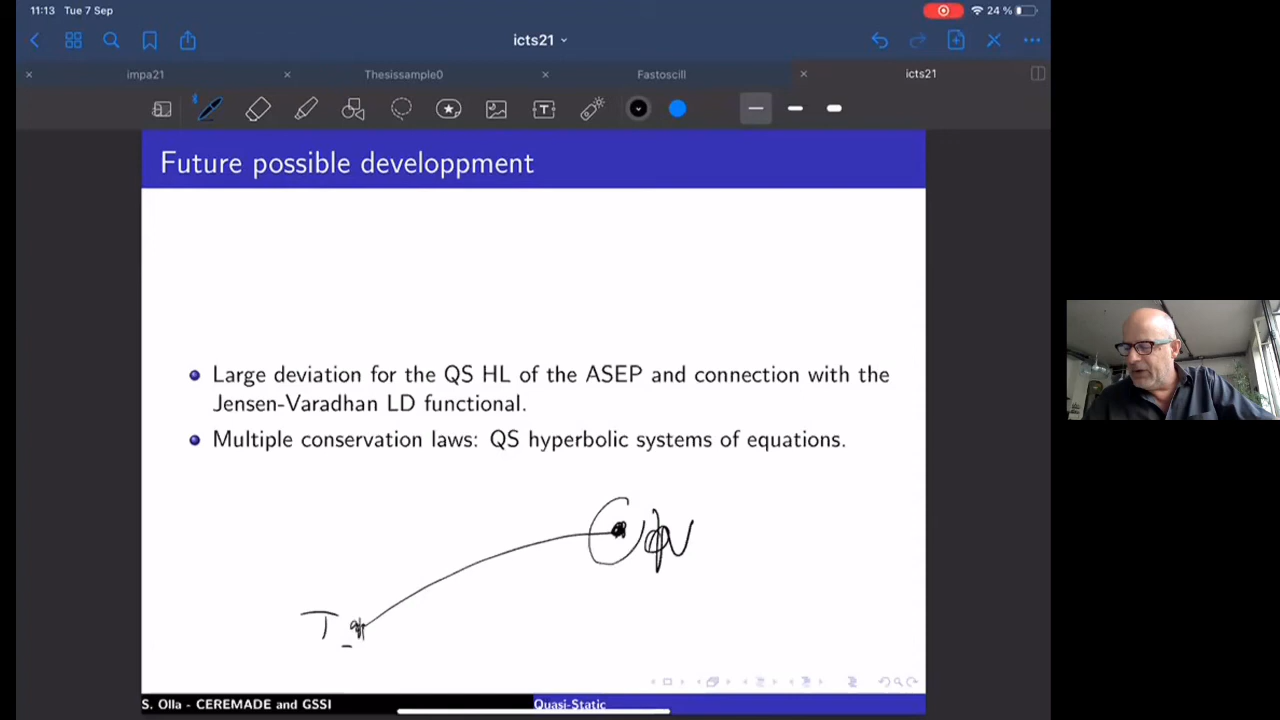 11:13 Tue 7 Sep
24 %
icts21
impa21
Thesissample0
Fastoscill
icts21
Future possible developpment
Large deviation for the QS HL of the ASEP and connection with the
Jensen-Varadhan LD functional.
Multiple conservation laws: QS hyperbolic systems of equations.
T
S. Olla - CEREMADE and GSSI
Quasi-Static